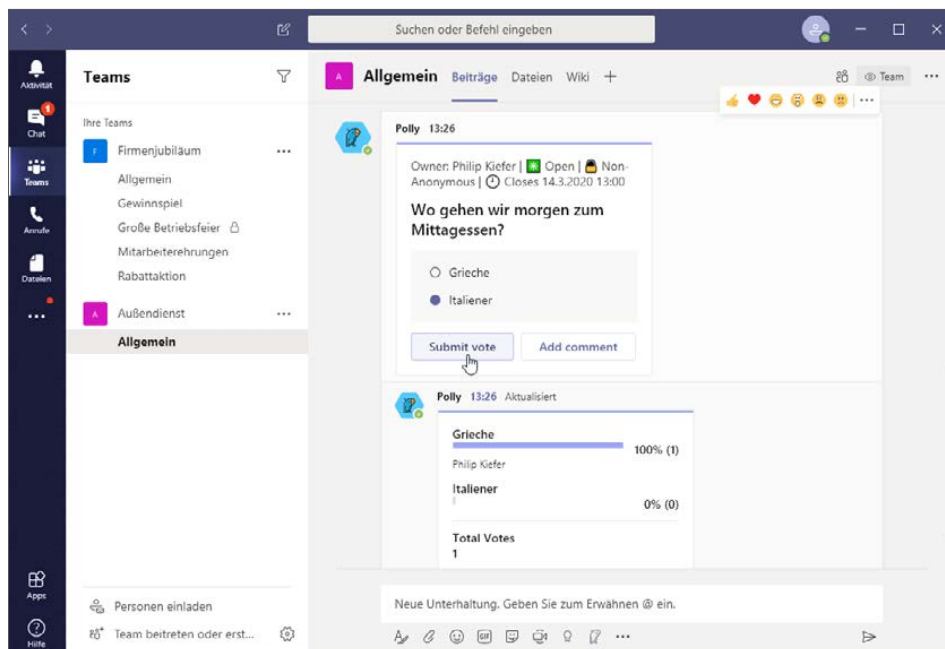 Suchen oder Befehl eingeben
Aktivität
Chat
1
Teams
Anrufe
Dateien
Apps
Hilfe
Teams
Ihre Teams
F Firmenjubiläum
Allgemein
Gewinnspiel
Große Betriebsfeier
Mitarbeiterehrungen
Rabattaktion
A Außendienst
Allgemein
Personen einladen
Team beitreten oder erst...
A Allgemein Beiträge Dateien Wiki Team
Polly 13:26
Owner: Philip Kiefer | Open | Non-
Anonymous | Closes 14.3.2020 13:00
Wo gehen wir morgen zum
Mittagessen?
Grieche
Italiener
Submit vote Add comment
Polly 13:26 Aktualisiert
Grieche
100% (1)
Philip Kiefer
Italiener
0% (0)
Total Votes
1
Neue Unterhaltung. Geben Sie zum Erwähnen @ ein.
GIF